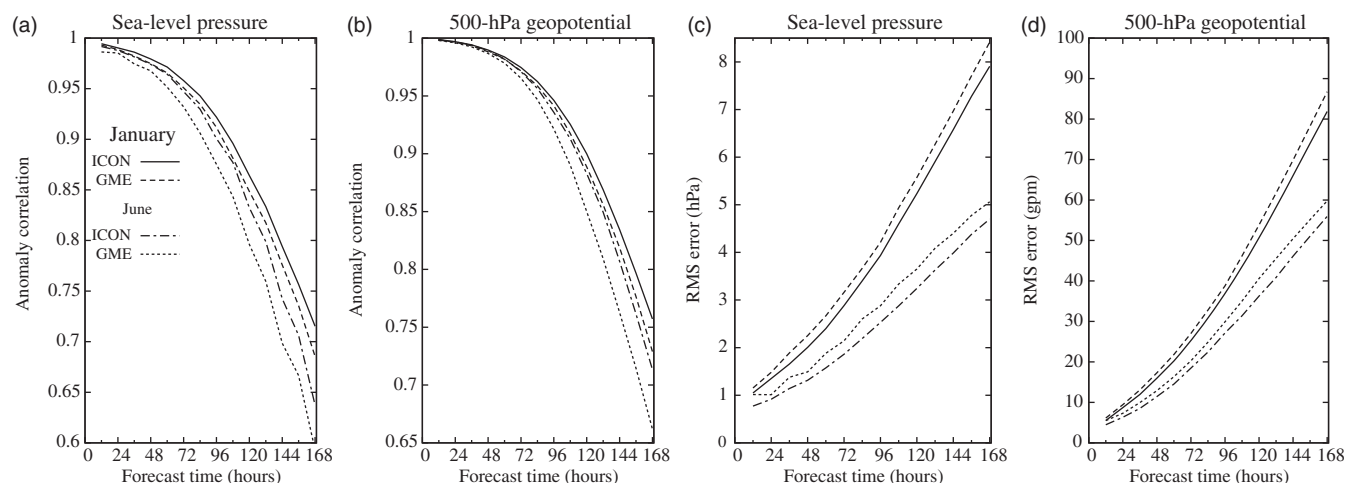 (a) Sea-level pressure
Anomaly correlation
1
0.95
0.9
0.85
0.8
0.75
0.7
0.65
0.6
January
ICON
GME
June
ICON
GME
0 24 48 72 96 120 144 168
Forecast time (hours)
(b) 500-hPa geopotential
Anomaly correlation
1
0.95
0.9
0.85
0.8
0.75
0.7
0.65
0 24 48 72 96 120 144 168
Forecast time (hours)
(c) Sea-level pressure
RMS error (hPa)
8
7
6
5
4
3
2
1
0
0 24 48 72 96 120 144 168
Forecast time (hours)
(d) 500-hPa geopotential
RMS error (gpm)
100
90
80
70
60
50
40
30
20
10
0
0 24 48 72 96 120 144 168
Forecast time (hours)